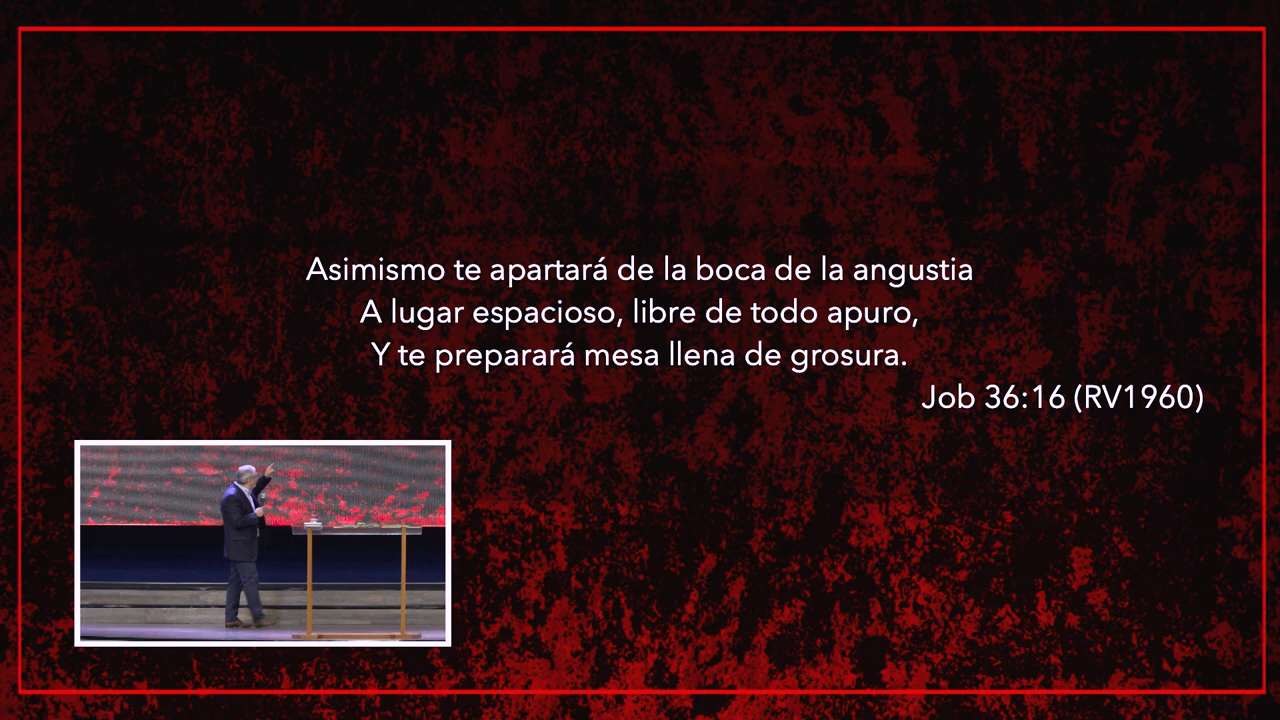 Asimismo te apartará de la boca de la angustia
A lugar espacioso, libre de todo apuro,
Y te preparará mesa llena de grosura.
Job 36:16 (RV1960)